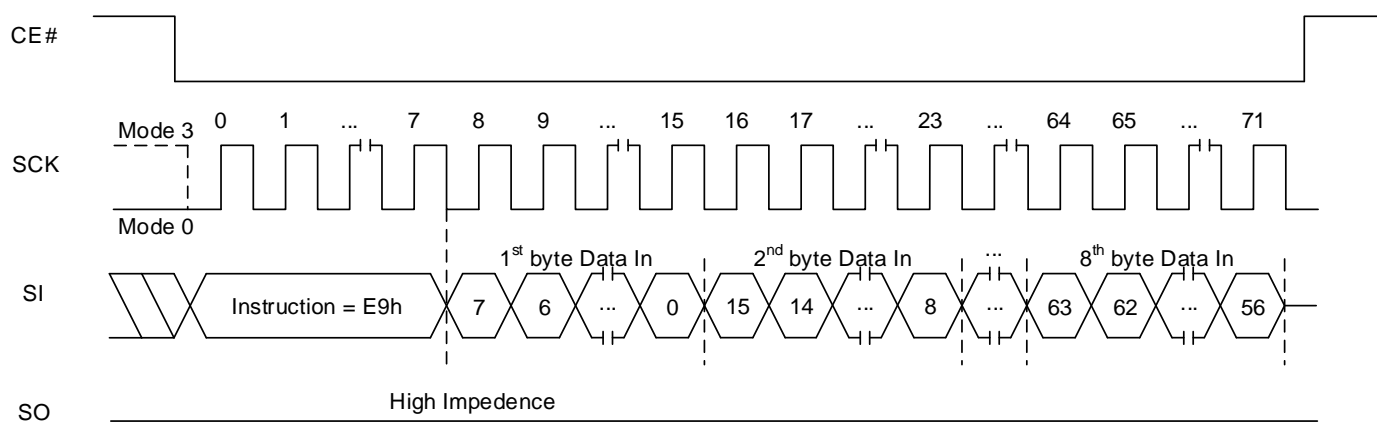 CE#
0 1 ... 7 8 9 ... 15 16 17 ... 23 ... 64 65 ... 71
Mode 3
SCK
Mode 0
1st byte Data In 2nd byte Data In ... 8th byte Data In
SI Instruction = E9h 7 6 ... 0 15 14 ... 8 ... 63 62 ... 56
High Impedence
SO